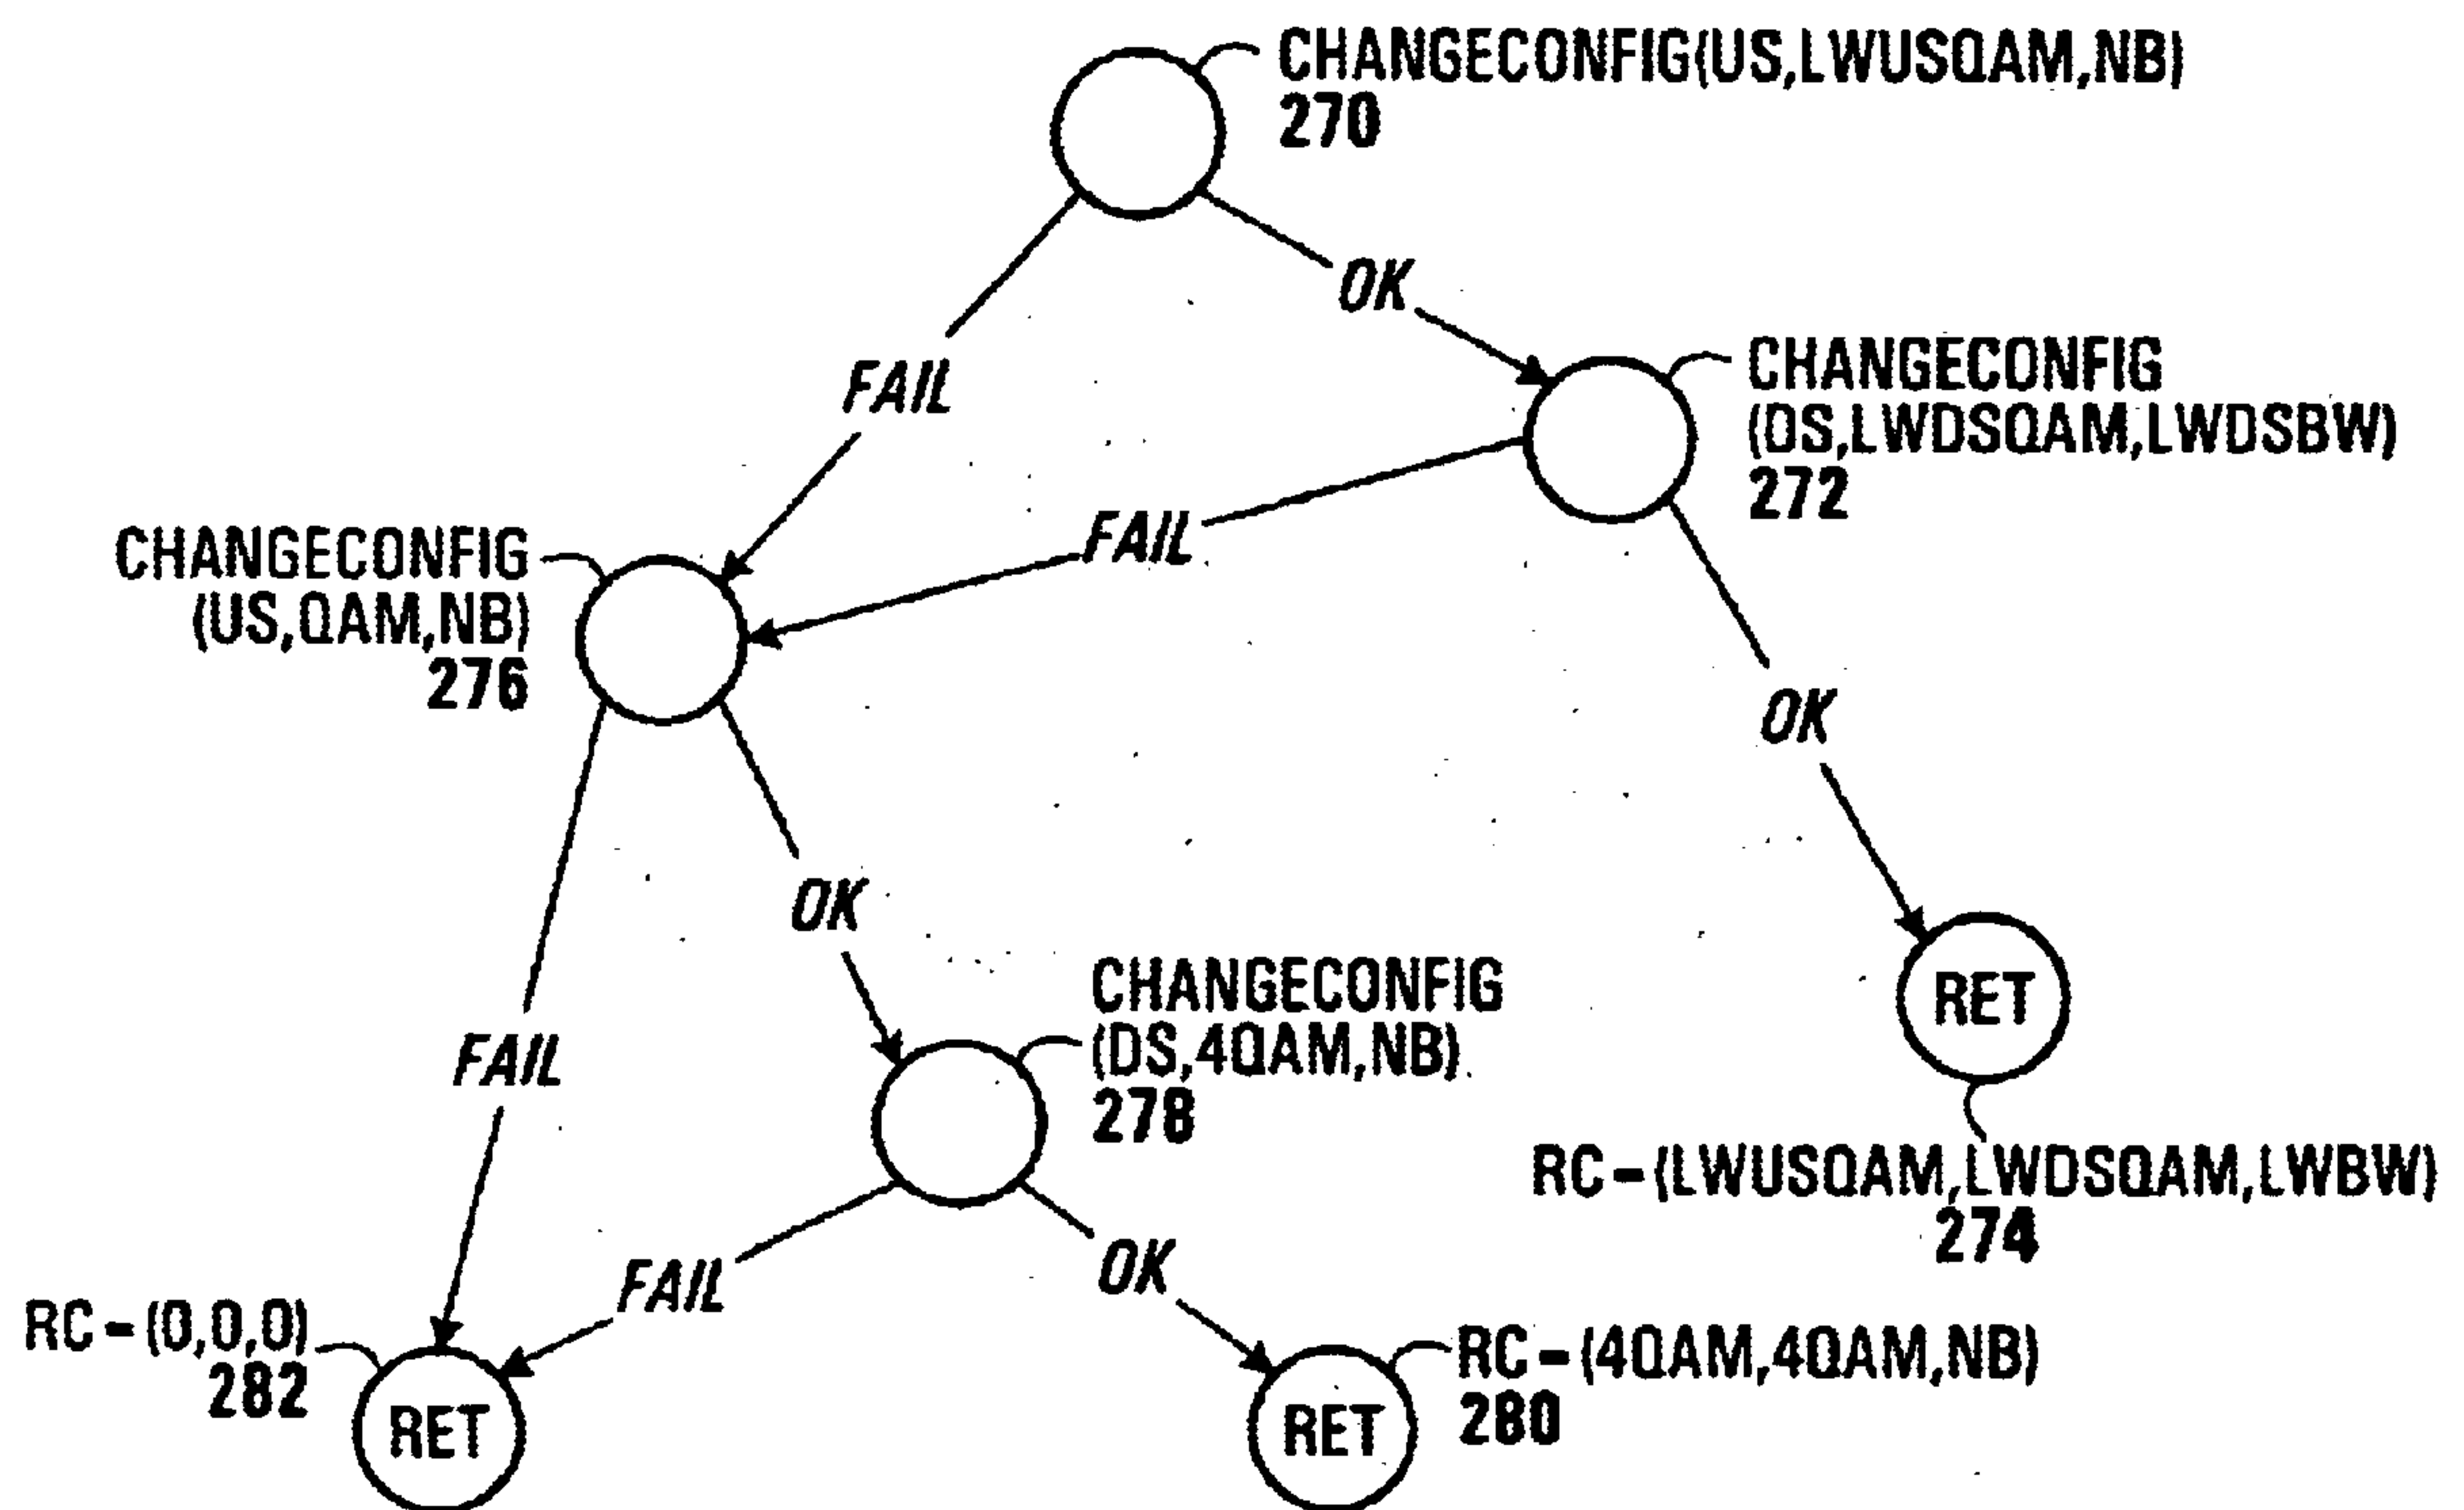 CHANGECONFIG(US,LWUSQAM,NB)
270
OK
FAIL
CHANGECONFIG
(DS,LWDSQAM,LWDSBW)
272
FAIL
CHANGECONFIG
(US,QAM,NB)
276
OK
OK
CHANGECONFIG
(DS,4QAM,NB)
278
RET
FAIL
RC-(LWUSQAM,LWDSQAM,LWBW)
274
OK
FAIL
RC-(0,0,0)
282
RET
RET
RC-(4QAM,4QAM,NB)
280